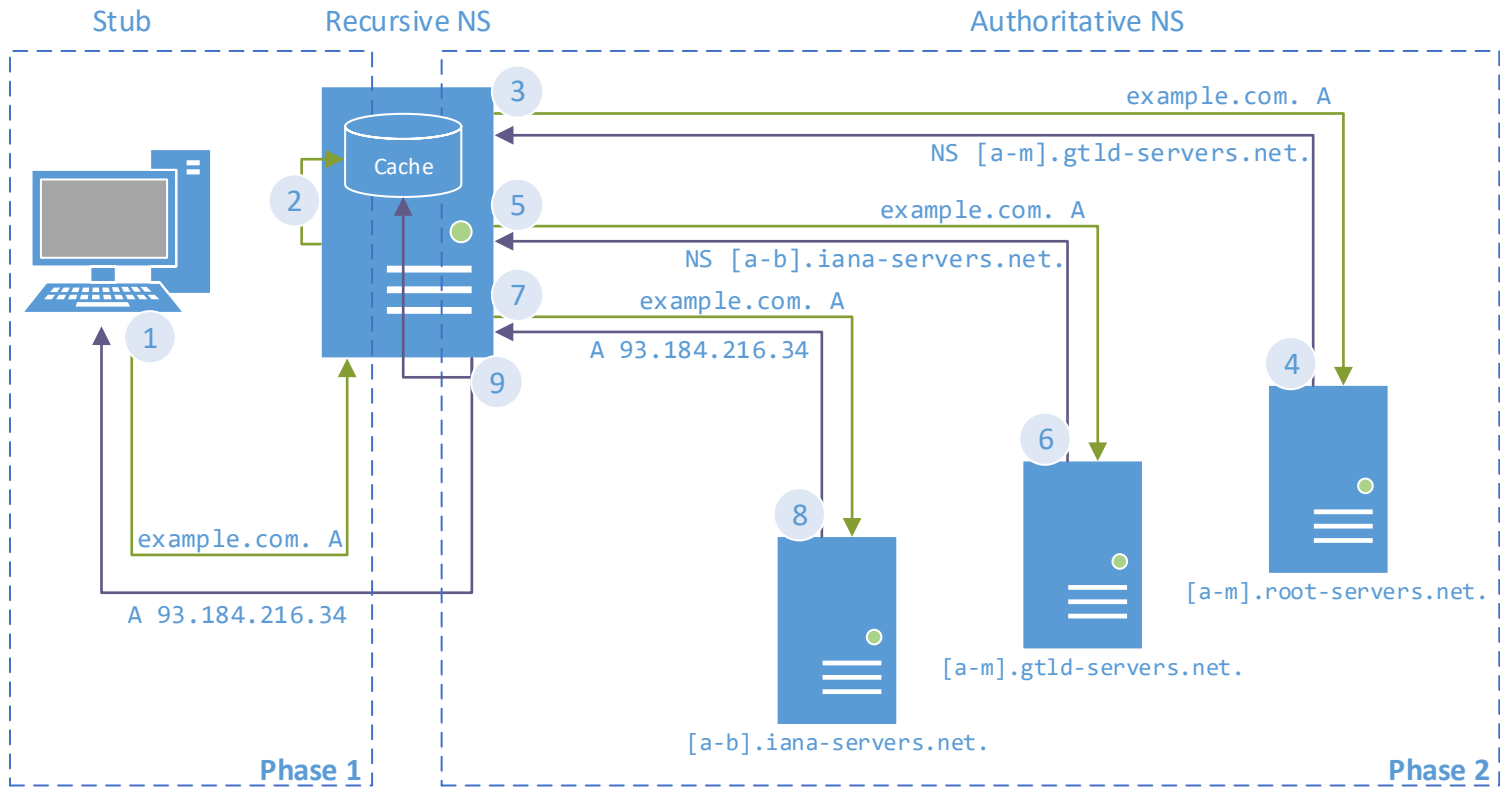 Stub
Recursive NS
Authoritative NS
3
example.com. A
NS [a-m].gtld-servers.net.
Cache
2
5
example.com. A
NS [a-b].iana-servers.net.
7
example.com. A
1
A 93.184.216.34
4
9
6
8
example.com. A
[a-m].root-servers.net.
A 93.184.216.34
[a-m].gtld-servers.net.
[a-b].iana-servers.net.
Phase 1
Phase 2